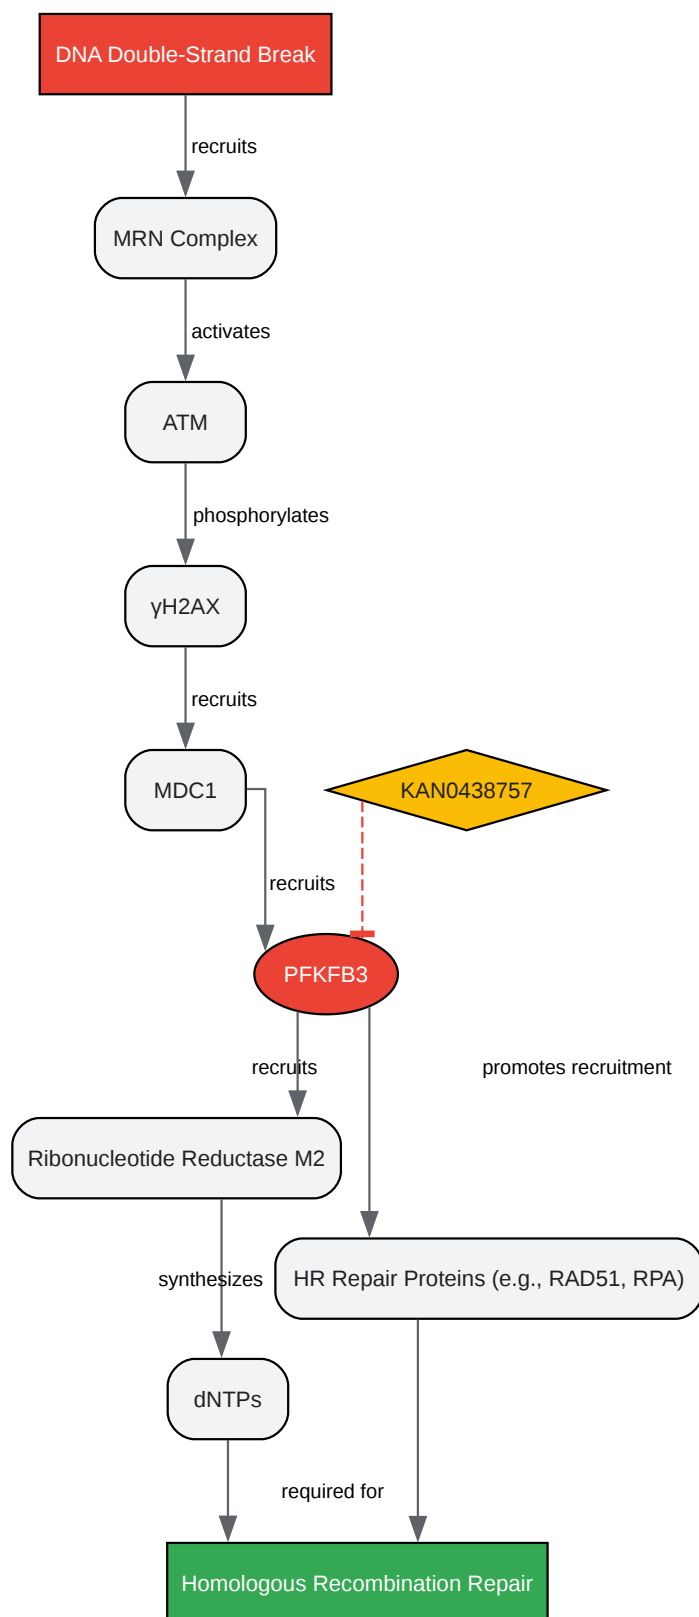 DNA Double-Strand Break
recruits
MRN Complex
activates
ATM
phosphorylates
γH2AX
recruits
MDC1
KAN0438757
recruits
PFKFB3
recruits
promotes recruitment
Ribonucleotide Reductase M2
synthesizes
HR Repair Proteins (e.g., RAD51, RPA)
dNTPs
required for
Homologous Recombination Repair